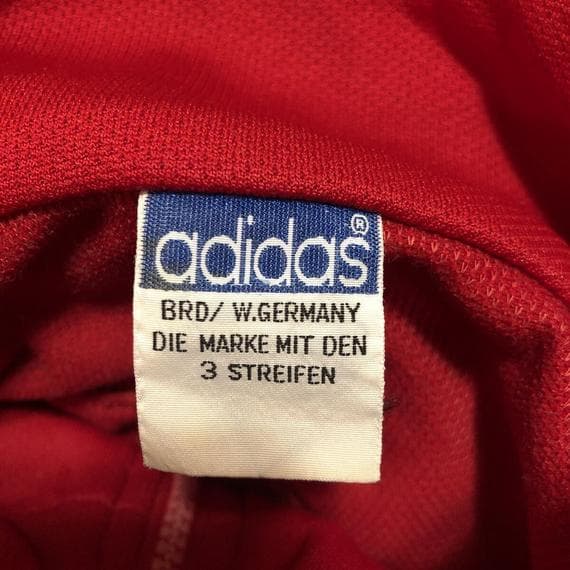 adidas®
BRD/ W.GERMANY
DIE MARKE MIT DEN
3 STREIFEN